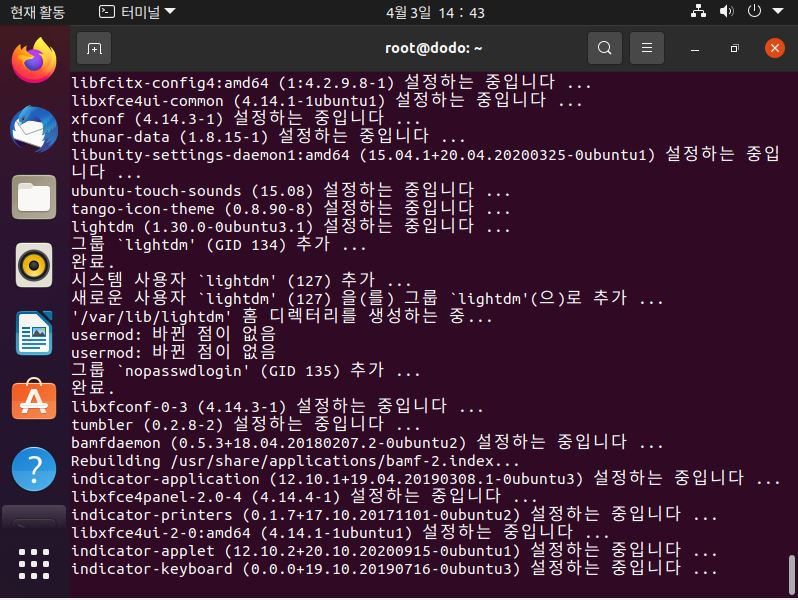 현재 활동
터미널
4월 3일 14 : 43
root@dodo: ~
libfcitx-config4:amd64 (1:4.2.9.8-1) 설정하는 중입니다 ...
libxfce4ui-common (4.14.1-1ubuntu1) 설정하는 중입니다 ...
xfconf (4.14.3-1) 설정하는 중입니다 ...
thunar-data (1.8.15-1) 설정하는 중입니다 ...
libunity-settings-daemon1:amd64 (15.04.1+20.04.20200325-0ubuntu1) 설정하는 중입
니다 ...
ubuntu-touch-sounds (15.08) 설정하는 중입니다 ...
tango-icon-theme (0.8.90-8) 설정하는 중입니다 ...
lightdm (1.30.0-0ubuntu3.1) 설정하는 중입니다 ...
그룹 `lightdm' (GID 134) 추가 ...
완료.
시스템 사용자 `lightdm' (127) 추가 ...
새로운 사용자 `lightdm' (127) 을(를) 그룹 `lightdm'(으)로 추가 ...
'/var/lib/lightdm' 홈 디렉터리를 생성하는 중...
usermod: 바뀐 점이 없음
usermod: 바뀐 점이 없음
그룹 `nopasswdlogin' (GID 135) 추가 ...
완료.
libxfconf-0-3 (4.14.3-1) 설정하는 중입니다 ...
tumbler (0.2.8-2) 설정하는 중입니다 ...
bamfdaemon (0.5.3+18.04.20180207.2-0ubuntu2) 설정하는 중입니다 ...
Rebuilding /usr/share/applications/bamf-2.index...
indicator-application (12.10.1+19.04.20190308.1-0ubuntu3) 설정하는 중입니다 ...
libxfce4panel-2.0-4 (4.14.4-1) 설정하는 중입니다 ...
indicator-printers (0.1.7+17.10.20171101-0ubuntu2) 설정하는 중입니다 ...
libxfce4ui-2-0:amd64 (4.14.1-1ubuntu1) 설정하는 중입니다 ...
indicator-applet (12.10.2+20.10.20200915-0ubuntu1) 설정하는 중입니다 ...
indicator-keyboard (0.0.0+19.10.20190716-0ubuntu3) 설정하는 중입니다 ...